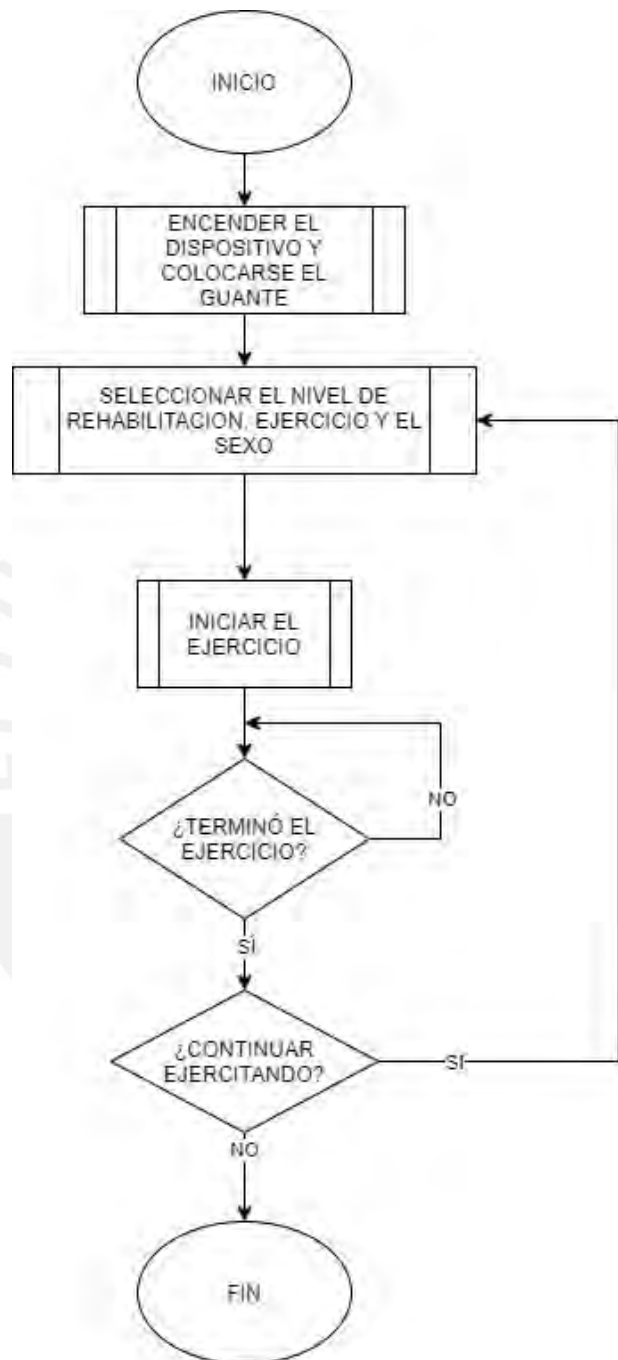 INICIO
ENCENDER EL
DISPOSITIVO Y
COLOCARSE EL
GUANTE
SELECCIONAR EL NIVEL DE
REHABILITACION, EJERCICIO Y EL
SEXO
INICIAR EL
EJERCICIO
NO
¿TERMINÓ EL
EJERCICIO?
SÍ
¿CONTINUAR
EJERCITANDO?
SÍ
NO
FIN